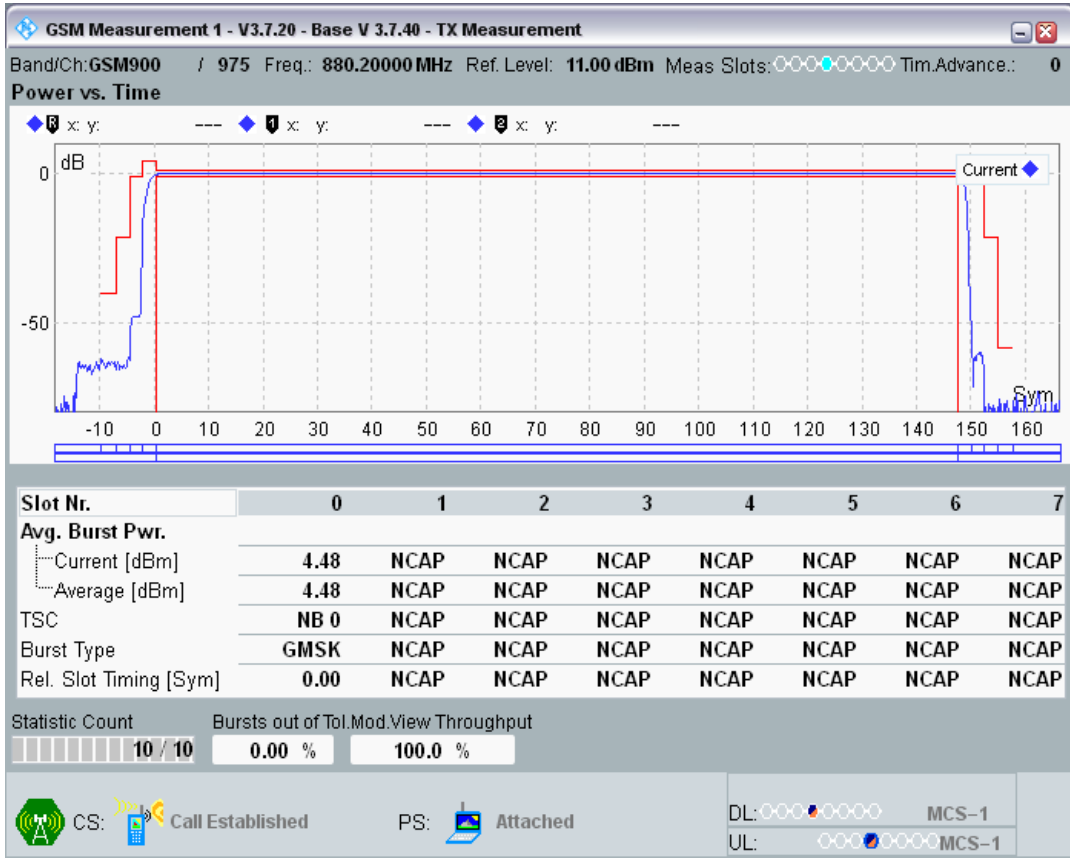 GSM Measurement 1 - V3.7.20 - Base V 3.7.40 - TX Measurement
Band/Ch:GSM900 / 975 Freq.: 880.20000 MHz Ref. Level: 11.00 dBm Meas Slots: Tim.Advance.: 0
Power vs. Time
R x: y: --- 1 x: y: --- 2 x: y: ---
dB
Current
0
-50
Sym
-10 0 10 20 30 40 50 60 70 80 90 100 110 120 130 140 150 160
Slot Nr. 0 1 2 3 4 5 6 7
Avg. Burst Pwr.
Current [dBm] 4.48 NCAP NCAP NCAP NCAP NCAP NCAP NCAP
Average [dBm] 4.48 NCAP NCAP NCAP NCAP NCAP NCAP NCAP
TSC NB 0 NCAP NCAP NCAP NCAP NCAP NCAP NCAP
Burst Type GMSK NCAP NCAP NCAP NCAP NCAP NCAP NCAP
Rel. Slot Timing [Sym] 0.00 NCAP NCAP NCAP NCAP NCAP NCAP NCAP
Statistic Count Bursts out of Tol.Mod.View Throughput
10 / 10 0.00 % 100.0 %
CS: Call Established PS: Attached
DL: MCS-1
UL: MCS-1